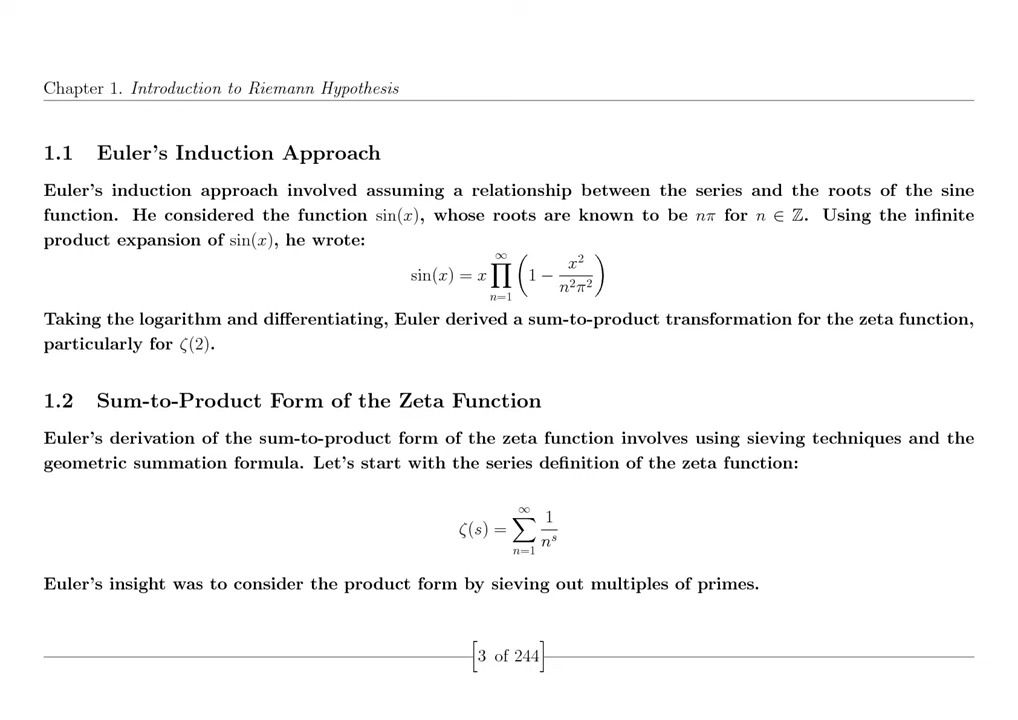 Chapter 1. Introduction to Riemann Hypothesis
1.1 Euler's Induction Approach
Euler's induction approach involved assuming a relationship between the series and the roots of the sine
function. He considered the function sin(x), whose roots are known to be nπ for n ∈ ℤ. Using the infinite
product expansion of sin(x), he wrote:
sin(x) = x ∏_{n=1}^{∞} (1 − x²/(n²π²))
Taking the logarithm and differentiating, Euler derived a sum-to-product transformation for the zeta function,
particularly for ζ(2).
1.2 Sum-to-Product Form of the Zeta Function
Euler's derivation of the sum-to-product form of the zeta function involves using sieving techniques and the
geometric summation formula. Let's start with the series definition of the zeta function:
ζ(s) = ∑_{n=1}^{∞} 1/n^s
Euler's insight was to consider the product form by sieving out multiples of primes.
[3 of 244]